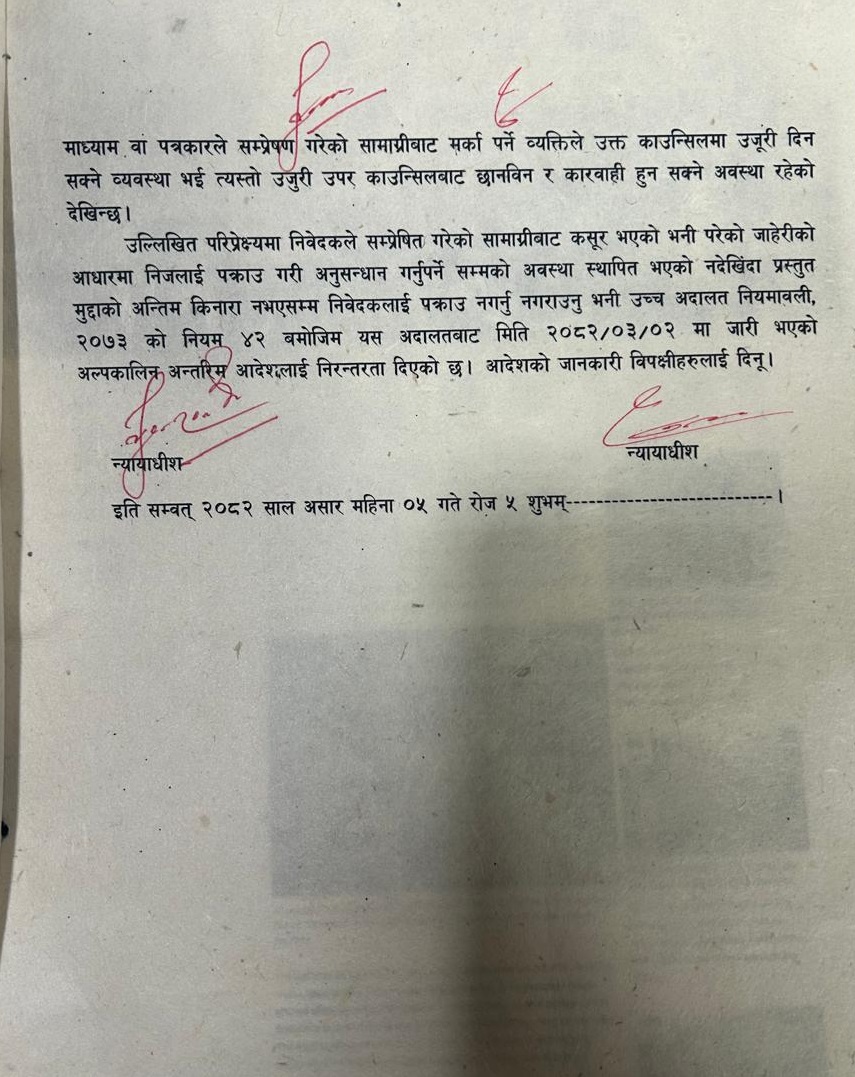 माध्यम वा पत्रकारले सम्प्रेषण गरेको सामाग्रीबाट मर्का पर्ने व्यक्तिले उक्त काउन्सिलमा उजूरी दिन
सक्ने व्यवस्था भई त्यस्तो उजुरी उपर काउन्सिलबाट छानविन र कारवाही हुन सक्ने अवस्था रहेको
देखिन्छ।
उल्लिखित परिप्रेक्ष्यमा निवेदकले सम्प्रेषित गरेको सामाग्रीबाट कसूर भएको भनी परेको जाहेरीको
आधारमा निजलाई पक्राउ गरी अनुसन्धान गर्नुपर्ने सम्मको अवस्था स्थापित भएको नदेखिंदा प्रस्तुत
मुद्दाको अन्तिम किनारा नभएसम्म निवेदकलाई पक्राउ नगर्नु नगराउनु भनी उच्च अदालत नियमावली,
२०७३ को नियम ४२ बमोजिम यस अदालतबाट मिति २०८२/०३/०२ मा जारी भएको
अल्पकालिन अन्तरिम आदेशलाई निरन्तरता दिएको छ। आदेशको जानकारी विपक्षीहरुलाई दिनू।
न्यायाधीश न्यायाधीश
इति सम्वत् २०८२ साल असार महिना ०५ गते रोज ५ शुभम्---------------------------।